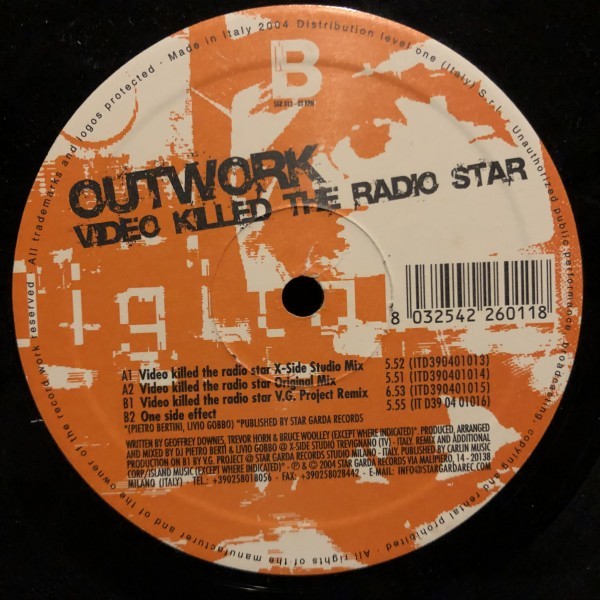 All trademarks and logos protected · Made in Italy 2004 Distribution level one (Italy) S.r.l. · Unauthorized public performance, broadcasting, copying and rental prohibited · All rights of the manufacturer and of the owner of the record work reserved ·
B
OUTWORK
VIDEO KILLED THE RADIO STAR
8 032542 260118
A1 Video killed the radio star X-Side Studio Mix 5.52 (ITD390401013)
A2 Video killed the radio star Original Mix 5.51 (ITD390401014)
B1 Video killed the radio star V.G. Project Remix 6.53 (ITD390401015)
B2 One side effect 5.55 (IT D39 04 01016)
(PIETRO BERTINI, LIVIO GOBBO) "PUBLISHED BY STAR GARDA RECORDS
WRITTEN BY GEOFFREY DOWNES, TREVOR HORN & BRUCE WOOLLEY (EXCEPT WHERE INDICATED)". PRODUCED, ARRANGED
AND MIXED BY DJ PIETRO BERTI & LIVIO GOBBO @ X-SIDE STUDIO TREVIGNANO (TV) - ITALY. REMIX AND ADDITIONAL
PRODUCTION ON B1 BY V.G. PROJECT @ STAR GARDA RECORDS STUDIO MILANO - ITALY. PUBLISHED BY CARLIN MUSIC
CORP/ISLAND MUSIC (EXCEPT WHERE INDICATED)" - ℗ & © 2004 STAR GARDA RECORDS VIA MALIPIERO, 14 - 20138
MILANO (ITALY) - TEL.: +390258018056 - FAX: +390258028442 - E-MAIL: INFO@STARGARDAREC.COM